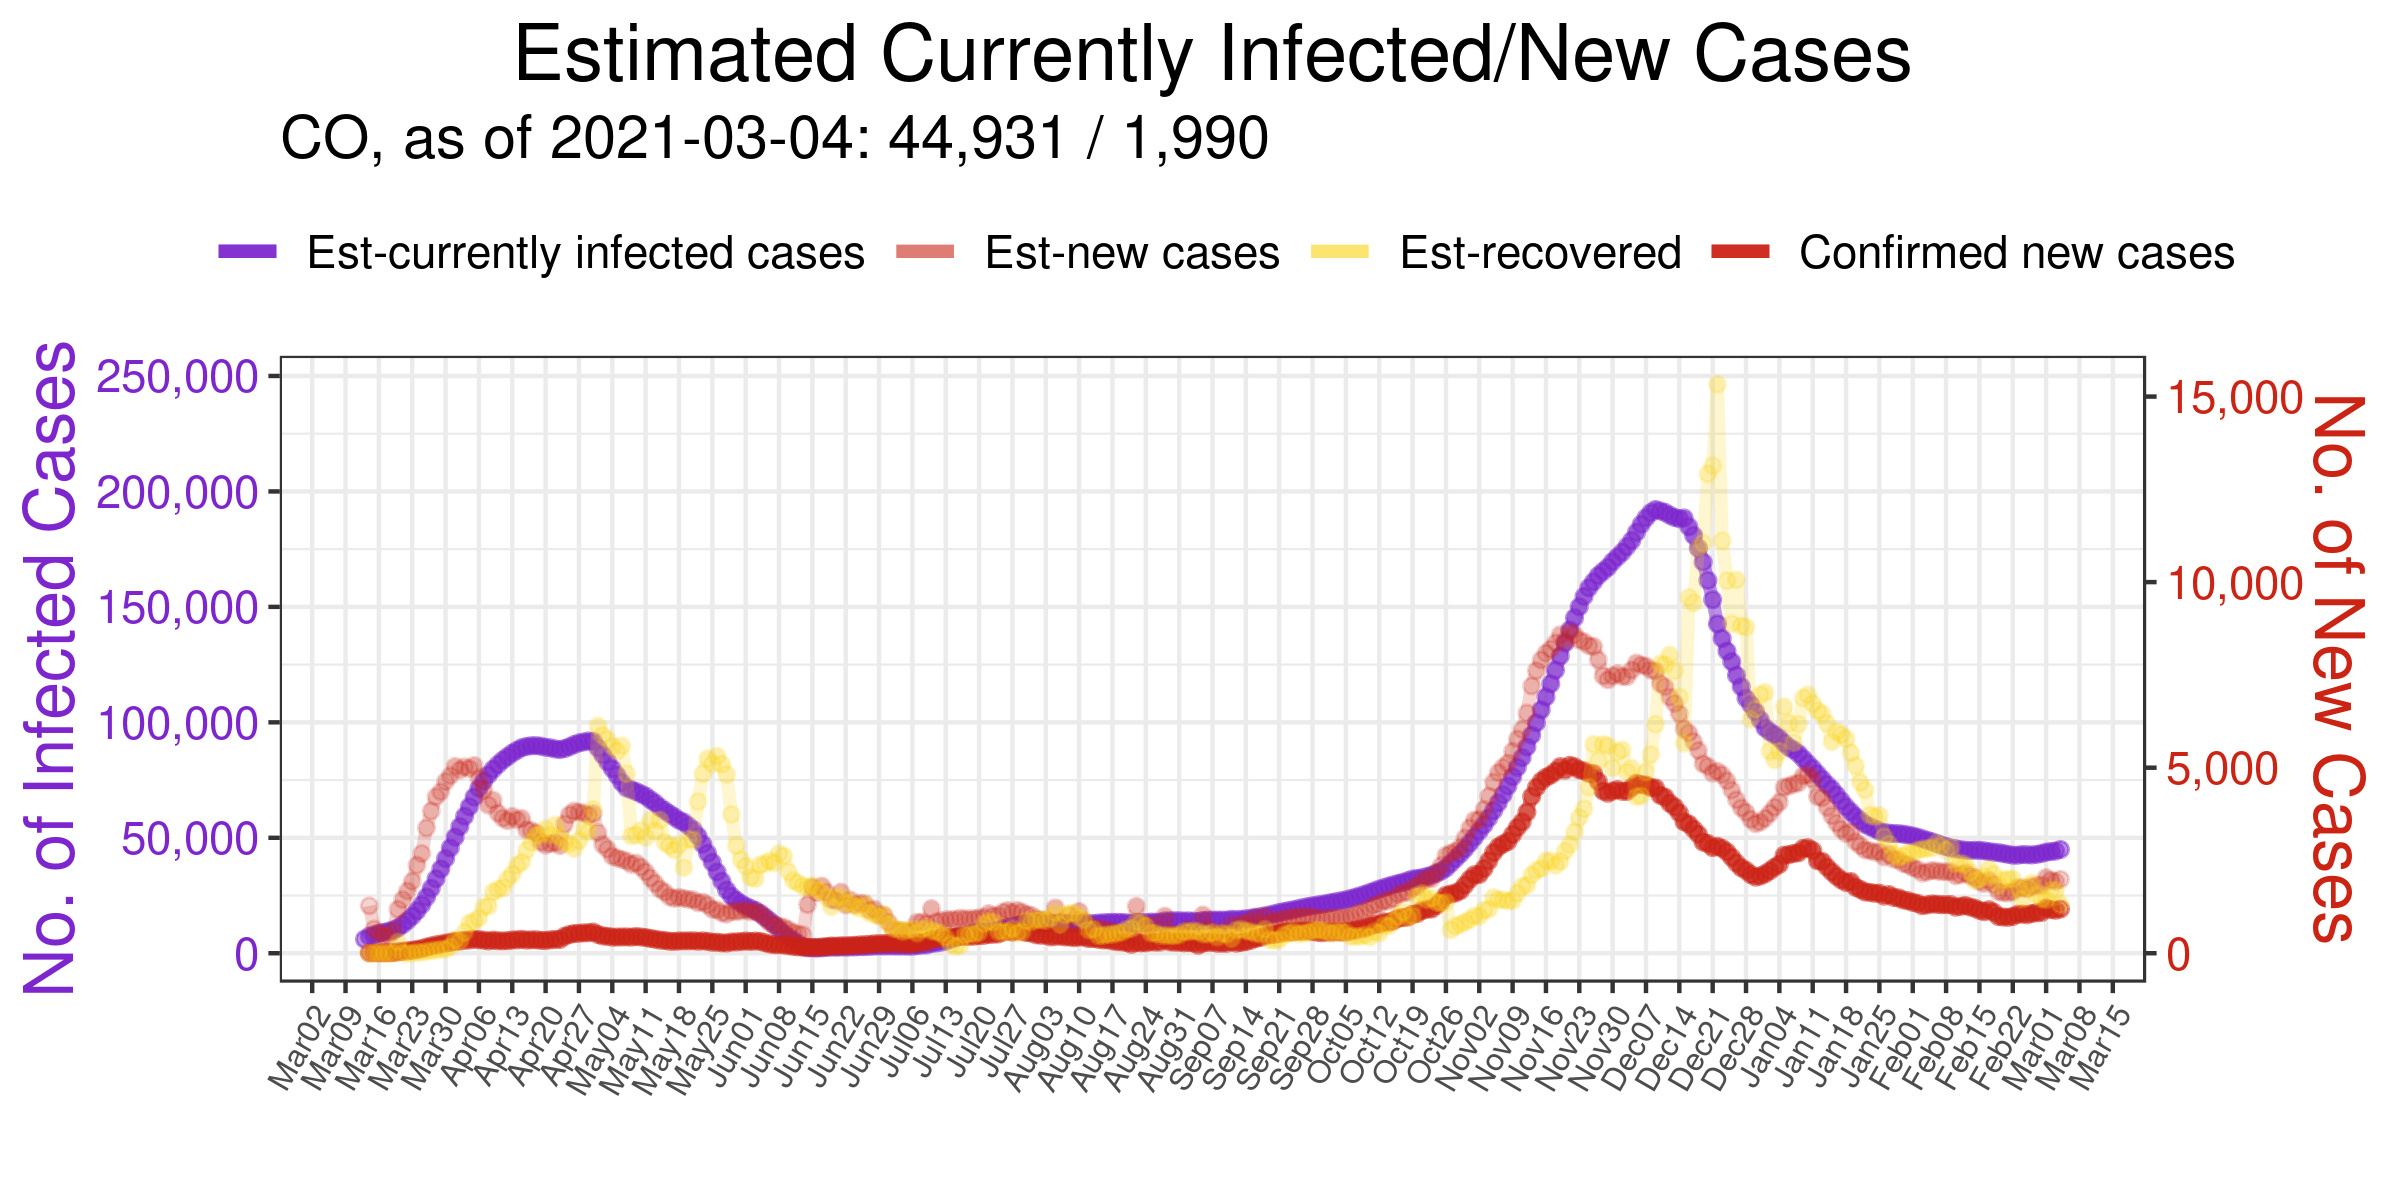 Estimated Currently Infected/New Cases
CO, as of 2021-03-04: 44,931 / 1,990
Est-currently infected cases Est-new cases Est-recovered Confirmed new cases
No. of Infected Cases
250,000
200,000
150,000
100,000
50,000
0
15,000
10,000
5,000
0
No. of New Cases
Mar02 Mar09 Mar16 Mar23 Mar30 Apr06 Apr13 Apr20 Apr27 May04 May11 May18 May25 Jun01 Jun08 Jun15 Jun22 Jun29 Jul06 Jul13 Jul20 Jul27 Aug03 Aug10 Aug17 Aug24 Aug31 Sep07 Sep14 Sep21 Sep28 Oct05 Oct12 Oct19 Oct26 Nov02 Nov09 Nov16 Nov23 Nov30 Dec07 Dec14 Dec21 Dec28 Jan04 Jan11 Jan18 Jan25 Feb01 Feb08 Feb15 Feb22 Mar01 Mar08 Mar15